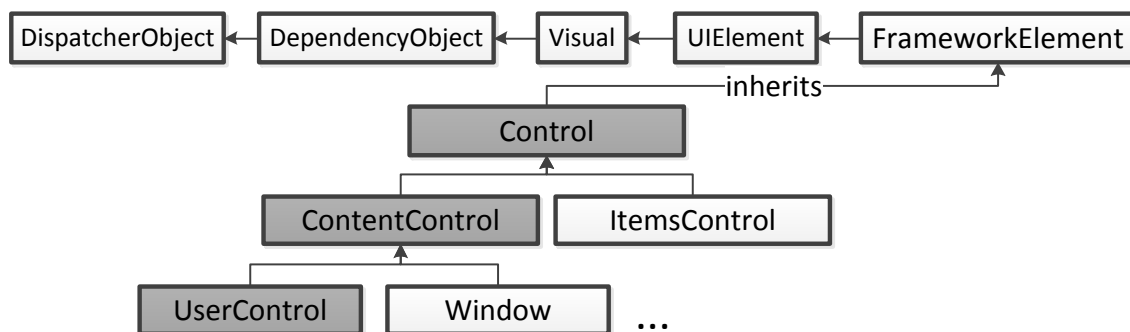 DispatcherObject DependencyObject Visual UIElement FrameworkElement
inherits
Control
ContentControl ItemsControl
UserControl Window ...